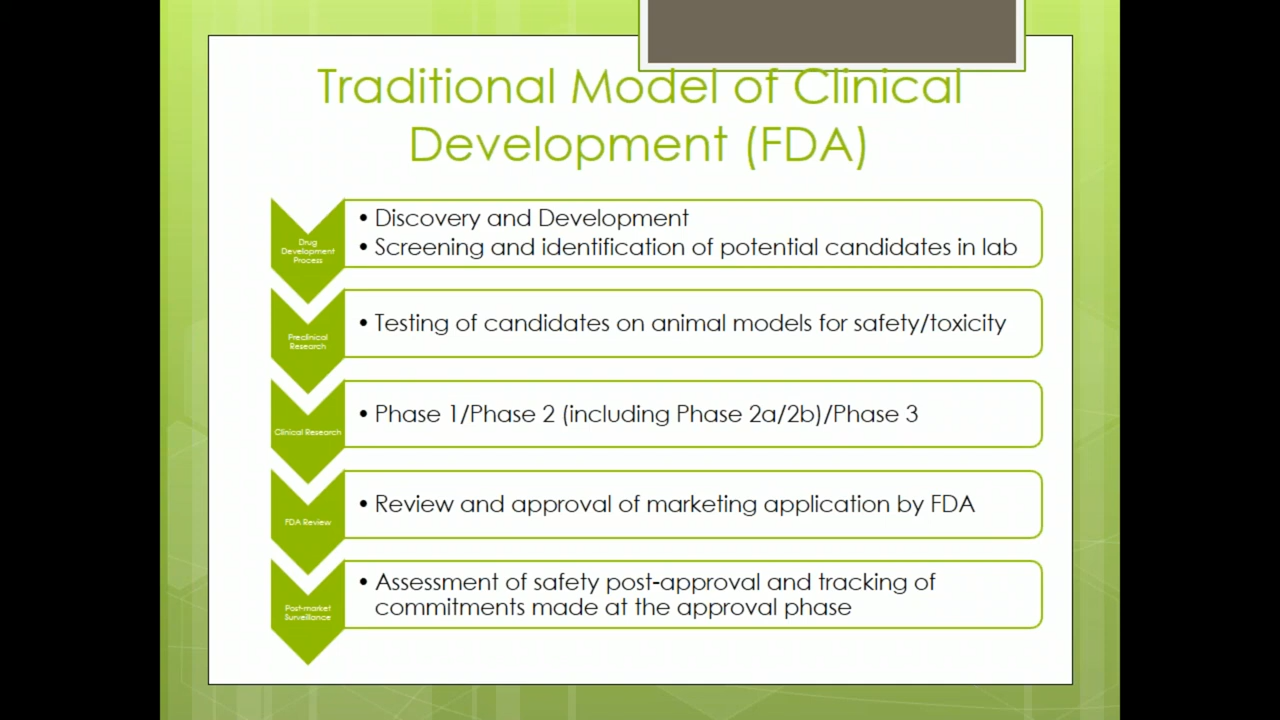 Traditional Model of Clinical
Development (FDA)
Drug
Development
Process
• Discovery and Development
• Screening and identification of potential candidates in lab
Preclinical
Research
• Testing of candidates on animal models for safety/toxicity
Clinical Research
• Phase 1/Phase 2 (including Phase 2a/2b)/Phase 3
FDA Review
• Review and approval of marketing application by FDA
Post-market
Surveillance
• Assessment of safety post-approval and tracking of
commitments made at the approval phase